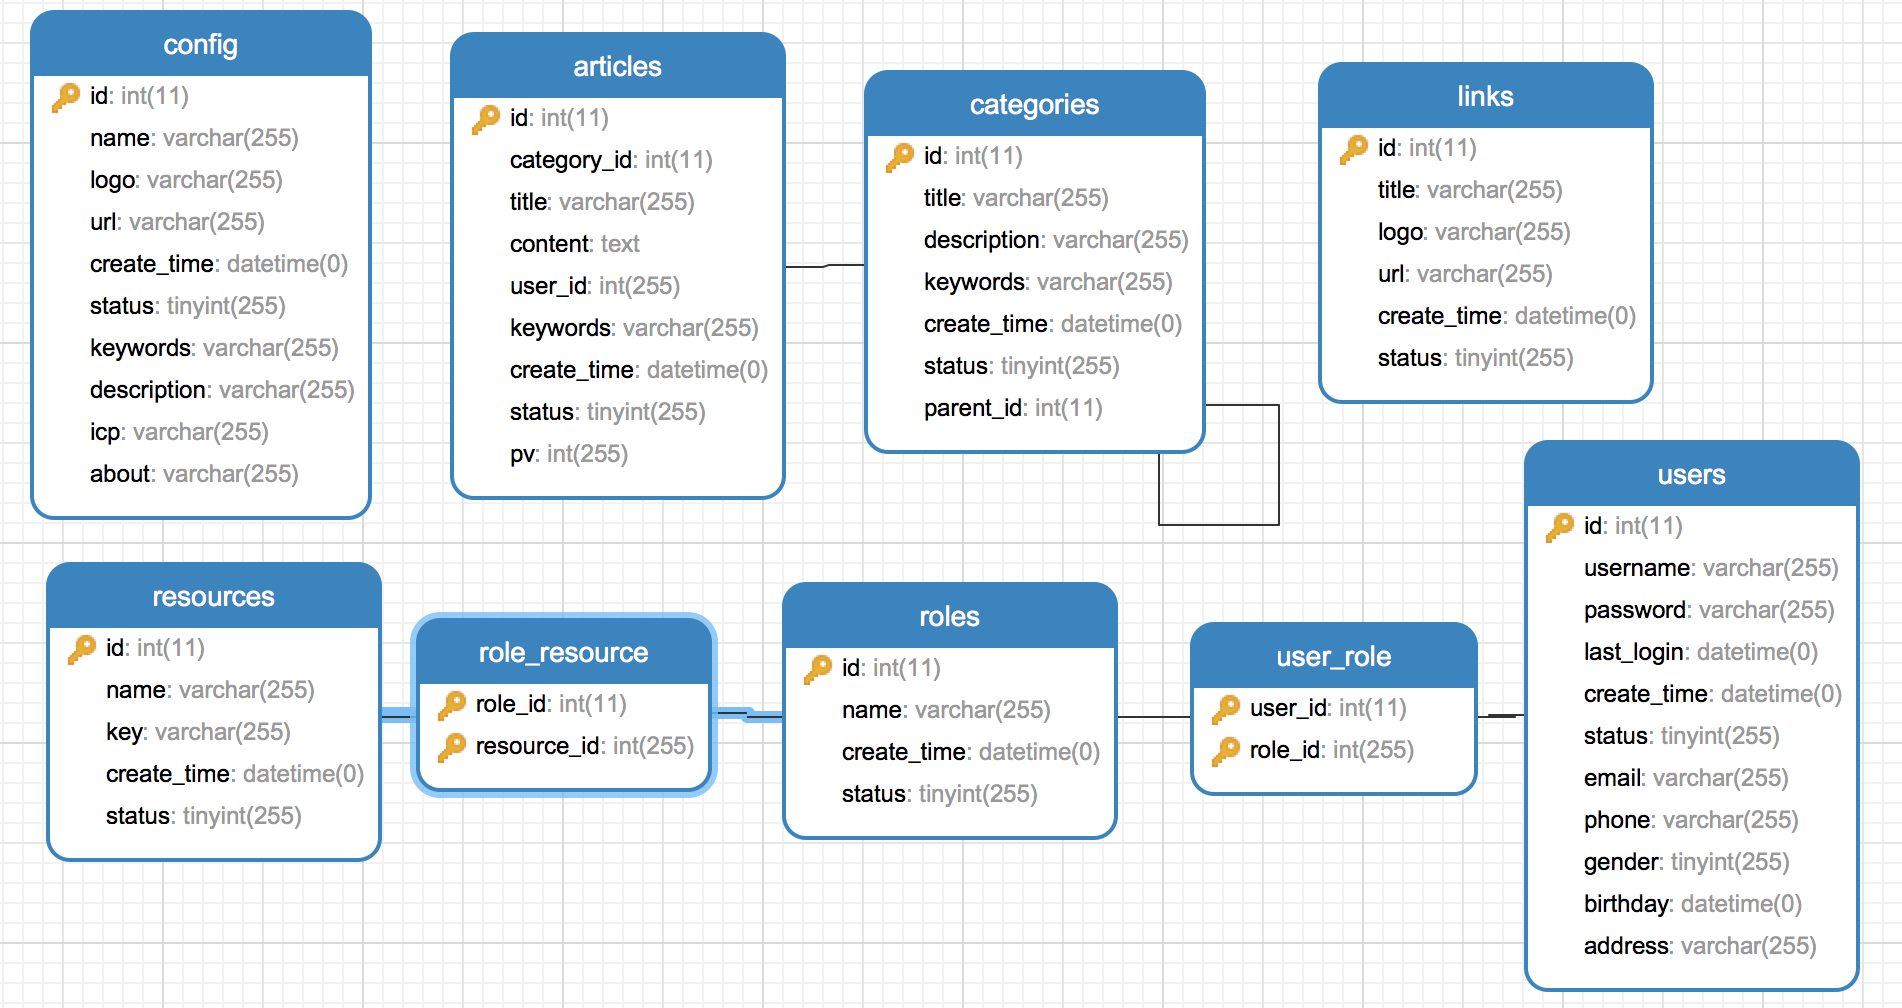 config
id: int(11)
name: varchar(255)
logo: varchar(255)
url: varchar(255)
create_time: datetime(0)
status: tinyint(255)
keywords: varchar(255)
description: varchar(255)
icp: varchar(255)
about: varchar(255)
articles
id: int(11)
category_id: int(11)
title: varchar(255)
content: text
user_id: int(255)
keywords: varchar(255)
create_time: datetime(0)
status: tinyint(255)
pv: int(255)
categories
id: int(11)
title: varchar(255)
description: varchar(255)
keywords: varchar(255)
create_time: datetime(0)
status: tinyint(255)
parent_id: int(11)
links
id: int(11)
title: varchar(255)
logo: varchar(255)
url: varchar(255)
create_time: datetime(0)
status: tinyint(255)
resources
id: int(11)
name: varchar(255)
key: varchar(255)
create_time: datetime(0)
status: tinyint(255)
role_resource
role_id: int(11)
resource_id: int(255)
roles
id: int(11)
name: varchar(255)
create_time: datetime(0)
status: tinyint(255)
user_role
user_id: int(11)
role_id: int(255)
users
id: int(11)
username: varchar(255)
password: varchar(255)
last_login: datetime(0)
create_time: datetime(0)
status: tinyint(255)
email: varchar(255)
phone: varchar(255)
gender: tinyint(255)
birthday: datetime(0)
address: varchar(255)